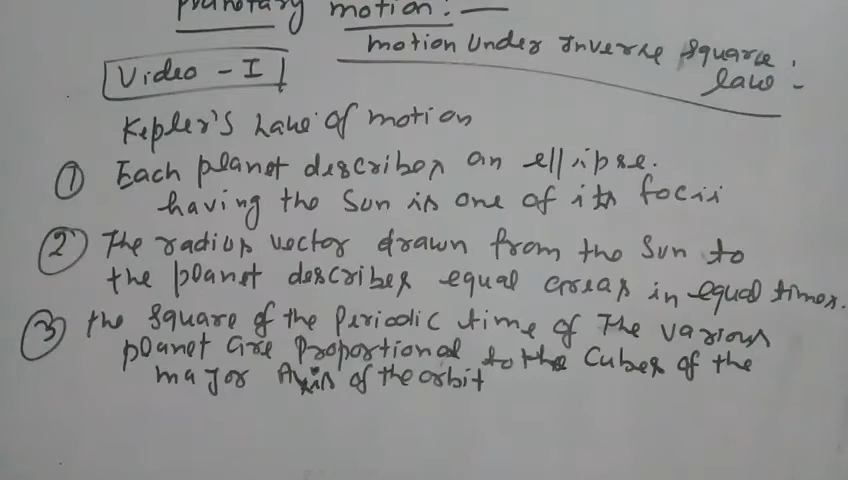 Planetary motion : —
motion Under Inverse Square
law –
Video - I
Kepler's Law of motion
① Each planet describes an ellipse.
having the Sun in one of its focii
② The radius vector drawn from the Sun to
the planet describes equal areas in equal times.
③ the square of the Periodic time of The various
planet are proportional to the Cubes of the
major Axis of the orbit